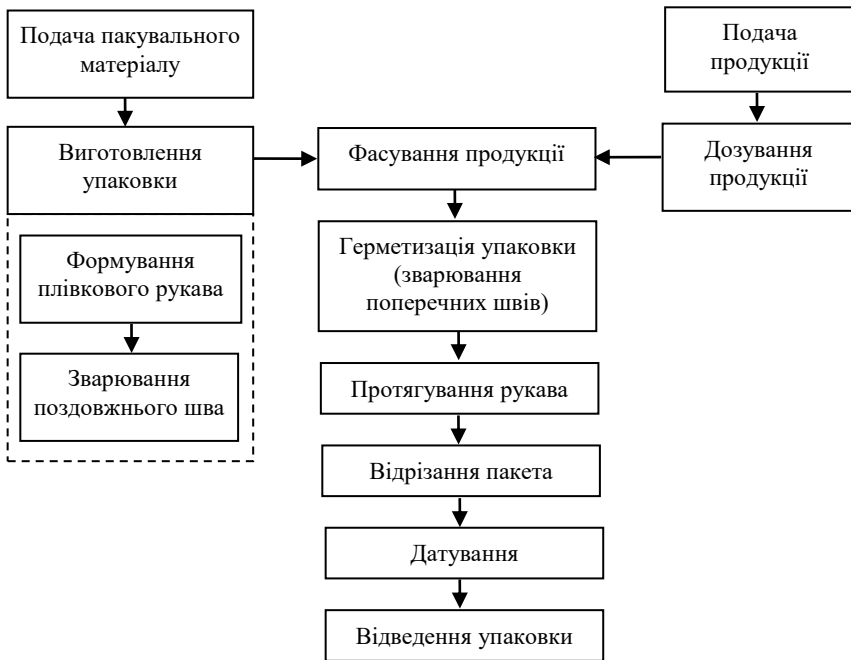 Подача пакувального
матеріалу
Подача
продукції
Виготовлення
упаковки
Фасування продукції
Дозування
продукції
Формування
плівкового рукава
Зварювання
поздовжнього шва
Герметизація упаковки
(зварювання
поперечних швів)
Протягування рукава
Відрізання пакета
Датування
Відведення упаковки